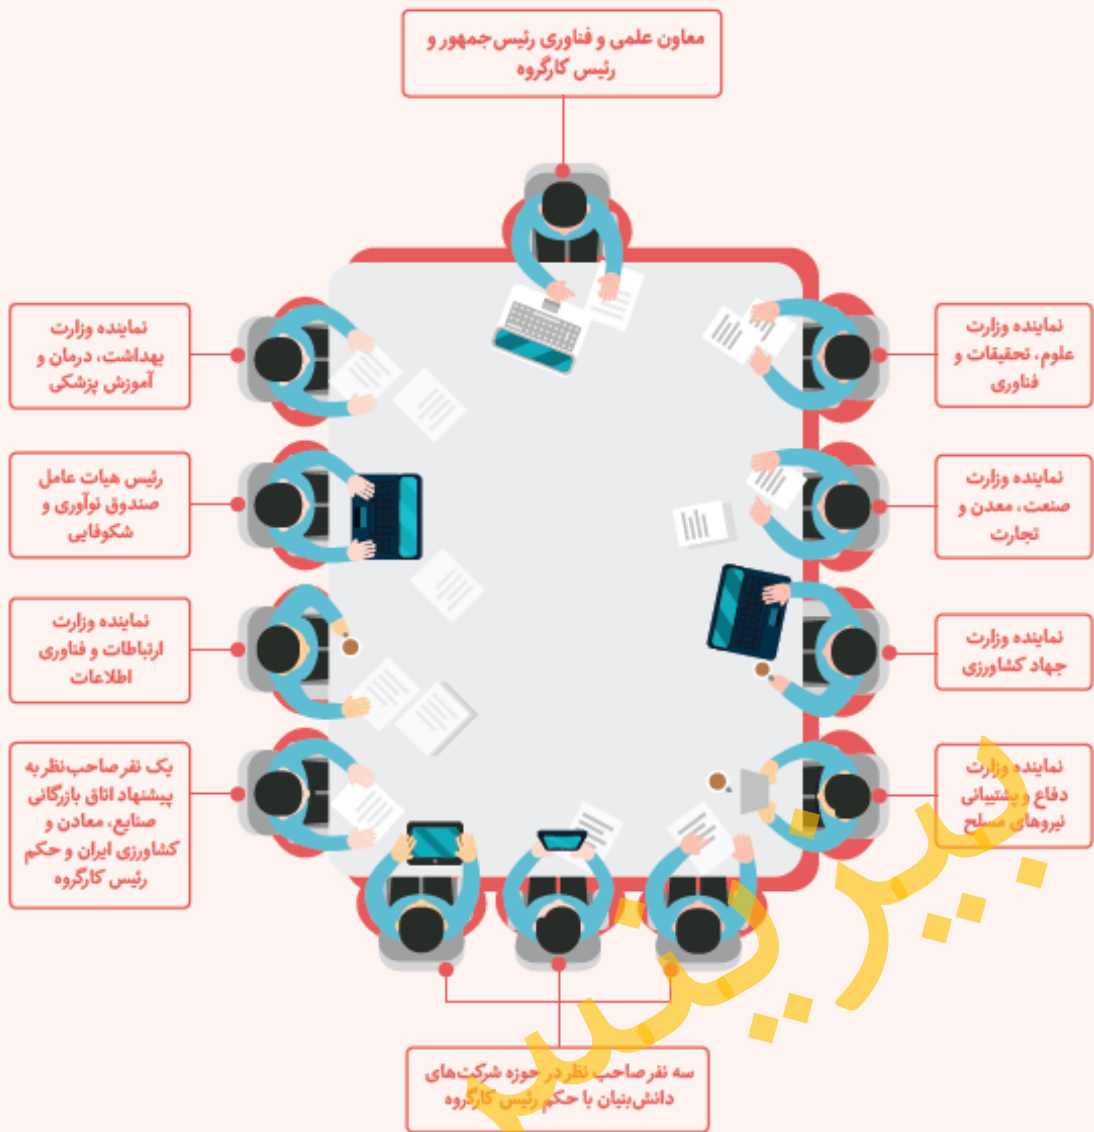 معاون علمی و فناوری رئیس‌جمهور و
رئیس کارگروه
نماینده وزارت
علوم، تحقیقات و
فناوری
نماینده وزارت
بهداشت، درمان و
آموزش پزشکی
نماینده وزارت
صنعت، معدن و
تجارت
رئیس هیات عامل
صندوق نوآوری و
شکوفایی
نماینده وزارت
جهاد کشاورزی
نماینده وزارت
ارتباطات و فناوری
اطلاعات
نماینده وزارت
دفاع و پشتیبانی
نیروهای مسلح
یک نفر صاحب‌نظر به
پیشنهاد اتاق بازرگانی
صنایع، معادن و
کشاورزی ایران و حکم
رئیس کارگروه
سه نفر صاحب نظر در حوزه شرکت‌های
دانش‌بنیان با حکم رئیس کارگروه